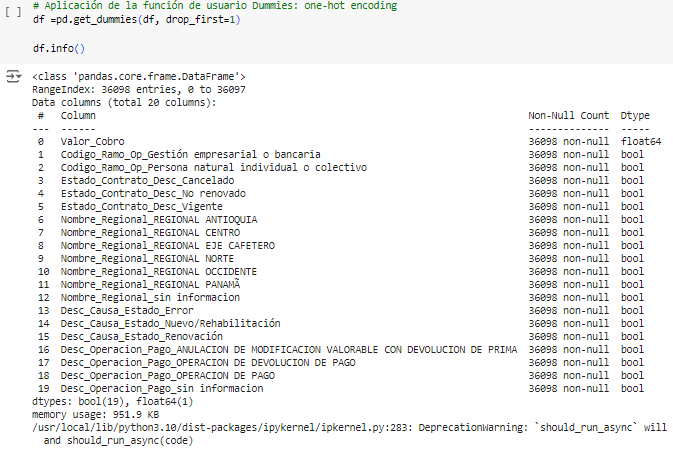 [ ] # Aplicación de la función de usuario Dummies: one-hot encoding
df =pd.get_dummies(df, drop_first=1)
df.info()
<class 'pandas.core.frame.DataFrame'>
RangeIndex: 36098 entries, 0 to 36097
Data columns (total 20 columns):
# Column Non-Null Count Dtype
--- ------ -------------- -----
0 Valor_Cobro 36098 non-null float64
1 Codigo_Ramo_Op_Gestión empresarial o bancaria 36098 non-null bool
2 Codigo_Ramo_Op_Persona natural individual o colectivo 36098 non-null bool
3 Estado_Contrato_Desc_Cancelado 36098 non-null bool
4 Estado_Contrato_Desc_No renovado 36098 non-null bool
5 Estado_Contrato_Desc_Vigente 36098 non-null bool
6 Nombre_Regional_REGIONAL ANTIOQUIA 36098 non-null bool
7 Nombre_Regional_REGIONAL CENTRO 36098 non-null bool
8 Nombre_Regional_REGIONAL EJE CAFETERO 36098 non-null bool
9 Nombre_Regional_REGIONAL NORTE 36098 non-null bool
10 Nombre_Regional_REGIONAL OCCIDENTE 36098 non-null bool
11 Nombre_Regional_REGIONAL PANAMÃ 36098 non-null bool
12 Nombre_Regional_sin informacion 36098 non-null bool
13 Desc_Causa_Estado_Error 36098 non-null bool
14 Desc_Causa_Estado_Nuevo/Rehabilitación 36098 non-null bool
15 Desc_Causa_Estado_Renovación 36098 non-null bool
16 Desc_Operacion_Pago_ANULACION DE MODIFICACION VALORABLE CON DEVOLUCION DE PRIMA 36098 non-null bool
17 Desc_Operacion_Pago_OPERACION DE DEVOLUCION DE PAGO 36098 non-null bool
18 Desc_Operacion_Pago_OPERACION DE PAGO 36098 non-null bool
19 Desc_Operacion_Pago_sin informacion 36098 non-null bool
dtypes: bool(19), float64(1)
memory usage: 951.9 KB
/usr/local/lib/python3.10/dist-packages/ipykernel/ipkernel.py:283: DeprecationWarning: `should_run_async` will
and should_run_async(code)